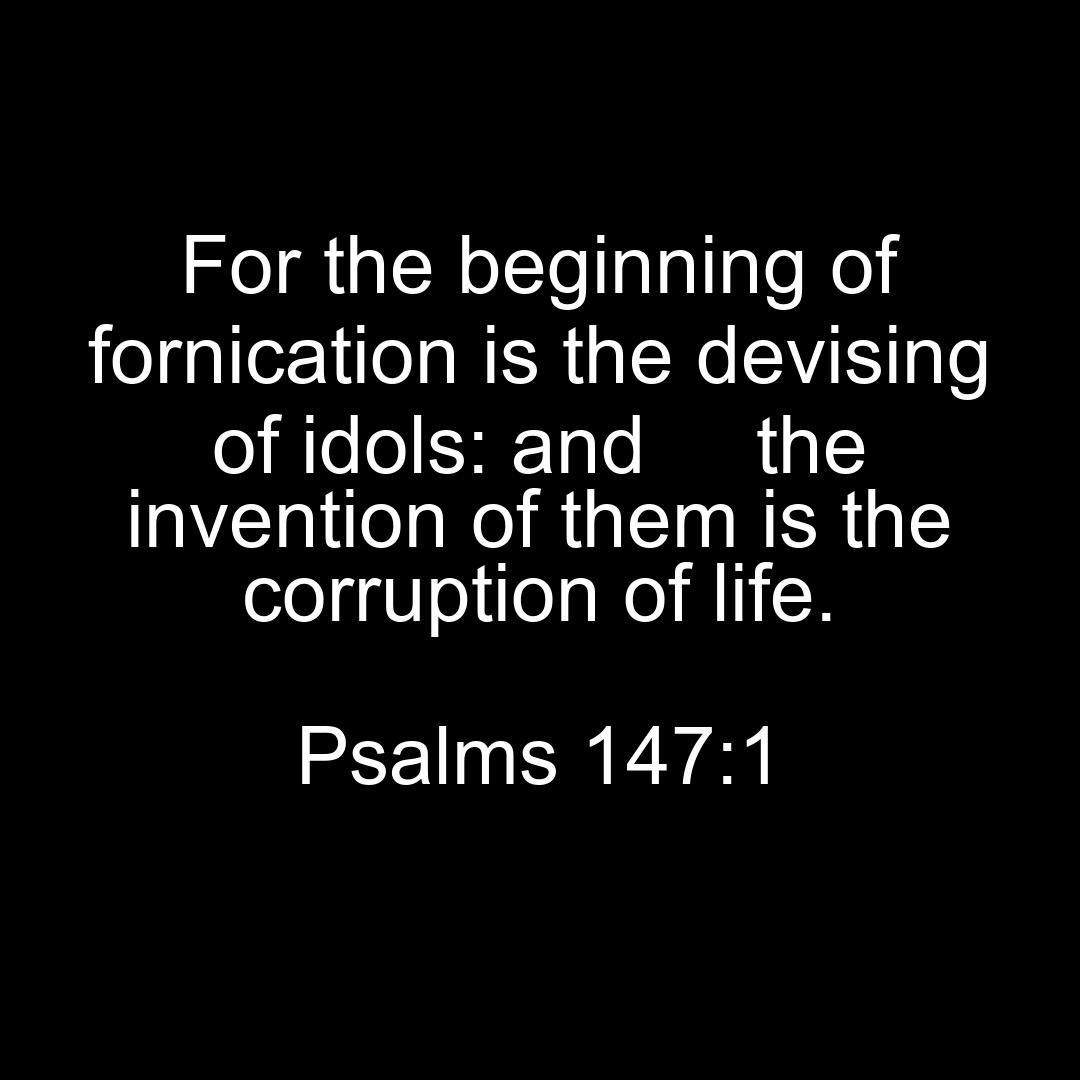 For the beginning of
fornication is the devising
of idols: and     the
invention of them is the
corruption of life.
Psalms 147:1